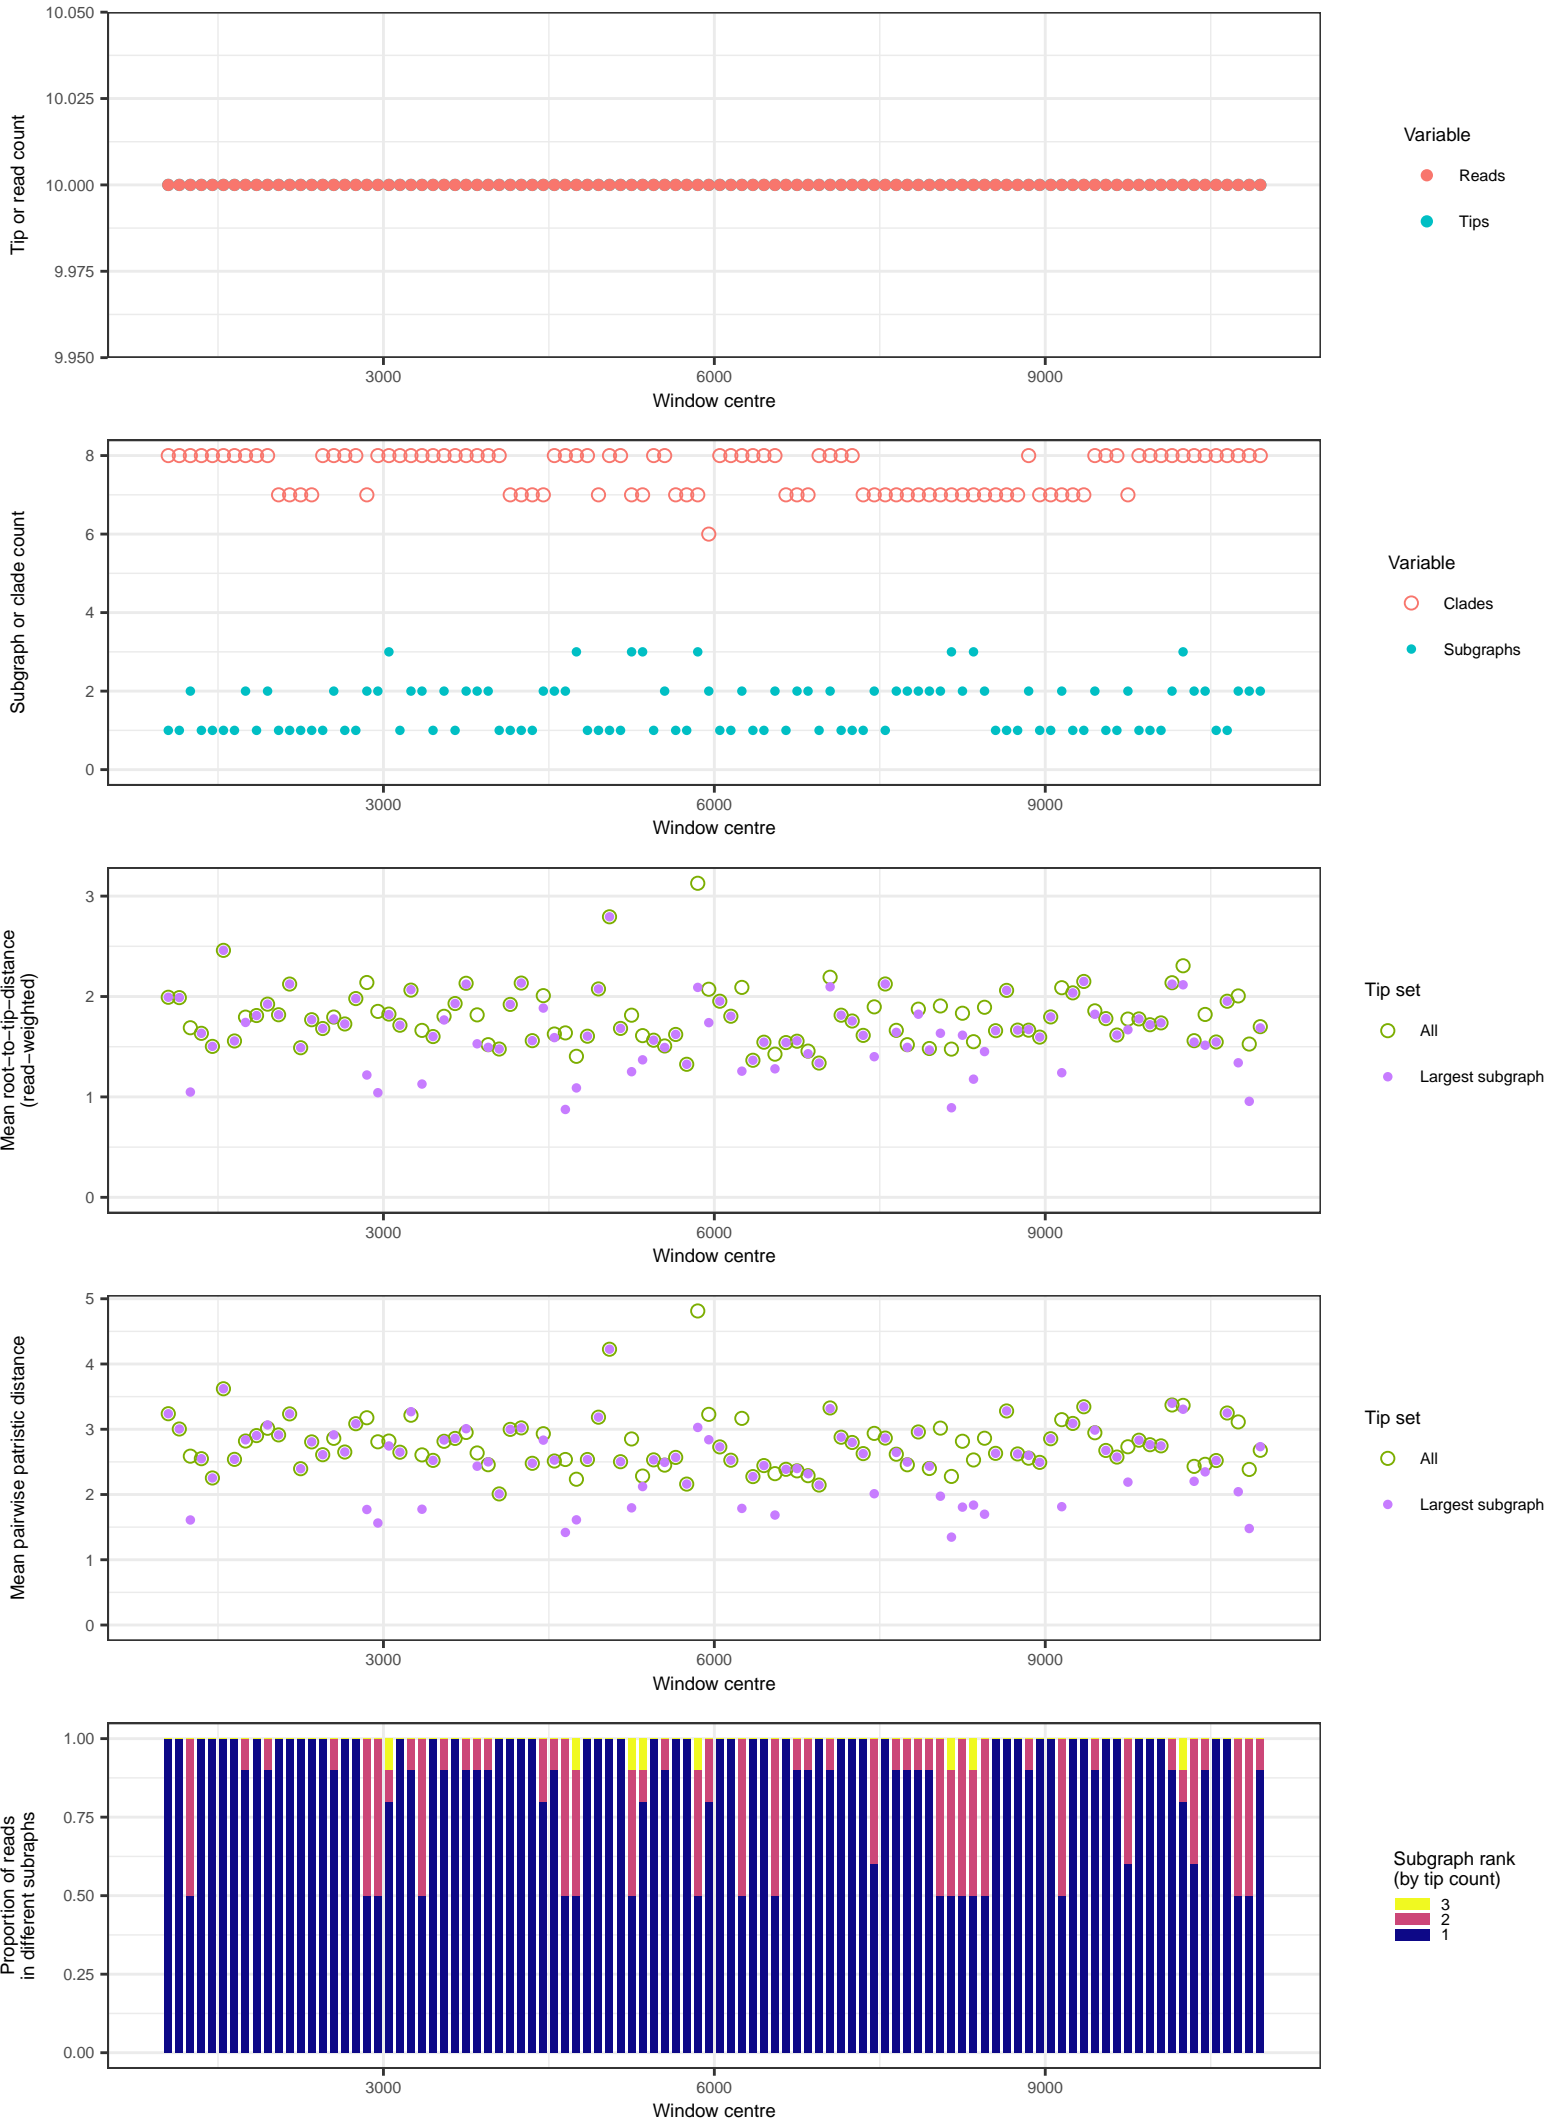 10.050
10.025
10.000
9.975
9.950
Tip or read count
3000 6000 9000
Window centre
Variable
Reads
Tips
8
6
4
2
0
Subgraph or clade count
3000 6000 9000
Window centre
Variable
Clades
Subgraphs
3
2
1
0
Mean root−to−tip−distance
(read−weighted)
3000 6000 9000
Window centre
Tip set
All
Largest subgraph
5
4
3
2
1
0
Mean pairwise patristic distance
3000 6000 9000
Window centre
Tip set
All
Largest subgraph
1.00
0.75
0.50
0.25
0.00
Proportion of reads
in different subraphs
3000 6000 9000
Window centre
Subgraph rank
(by tip count)
3
2
1